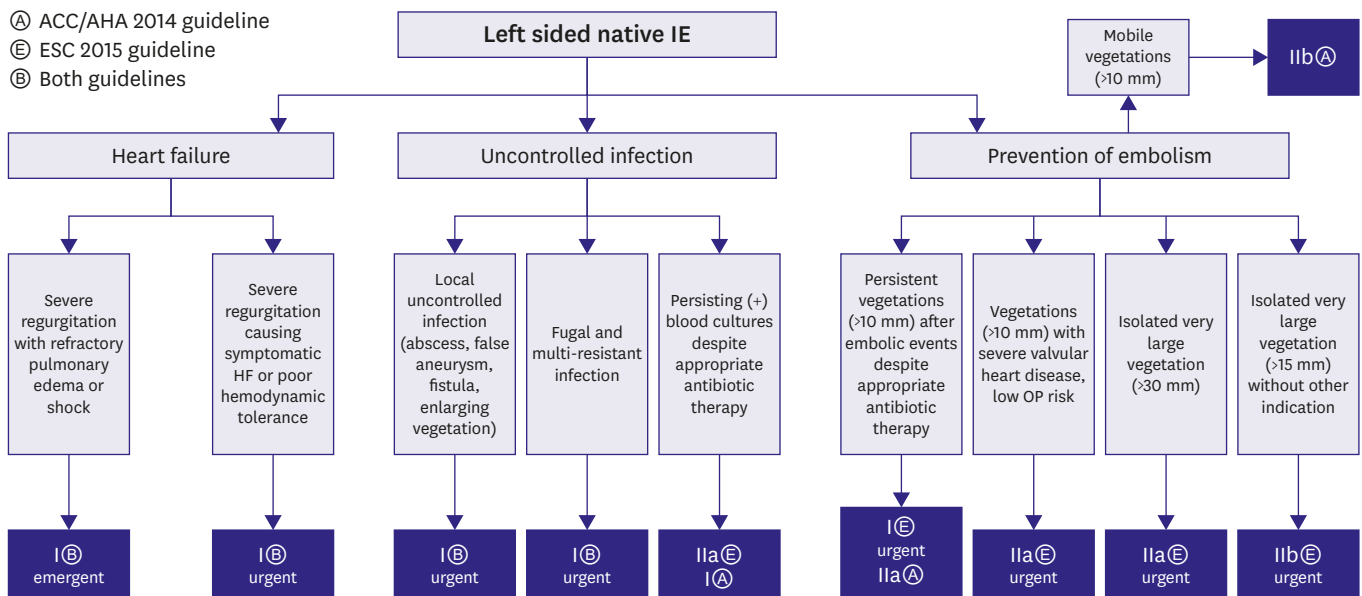 Ⓐ ACC/AHA 2014 guideline
Ⓔ ESC 2015 guideline
Ⓑ Both guidelines
Left sided native IE
Mobile
vegetations
(>10 mm)
IIbⒶ
Heart failure
Uncontrolled infection
Prevention of embolism
Severe
regurgitation
with refractory
pulmonary
edema or
shock
Severe
regurgitation
causing
symptomatic
HF or poor
hemodynamic
tolerance
Local
uncontrolled
infection
(abscess, false
aneurysm,
fistula,
enlarging
vegetation)
Fugal and
multi-resistant
infection
Persisting (+)
blood cultures
despite
appropriate
antibiotic
therapy
Persistent
vegetations
(>10 mm) after
embolic events
despite
appropriate
antibiotic
therapy
Vegetations
(>10 mm) with
severe valvular
heart disease,
low OP risk
Isolated very
large
vegetation
(>30 mm)
Isolated very
large
vegetation
(>15 mm)
without other
indication
IⒷ
emergent
IⒷ
urgent
IⒷ
urgent
IⒷ
urgent
IIaⒺ
IⒶ
IⒺ
urgent
IIaⒶ
IIaⒺ
urgent
IIaⒺ
urgent
IIbⒺ
urgent